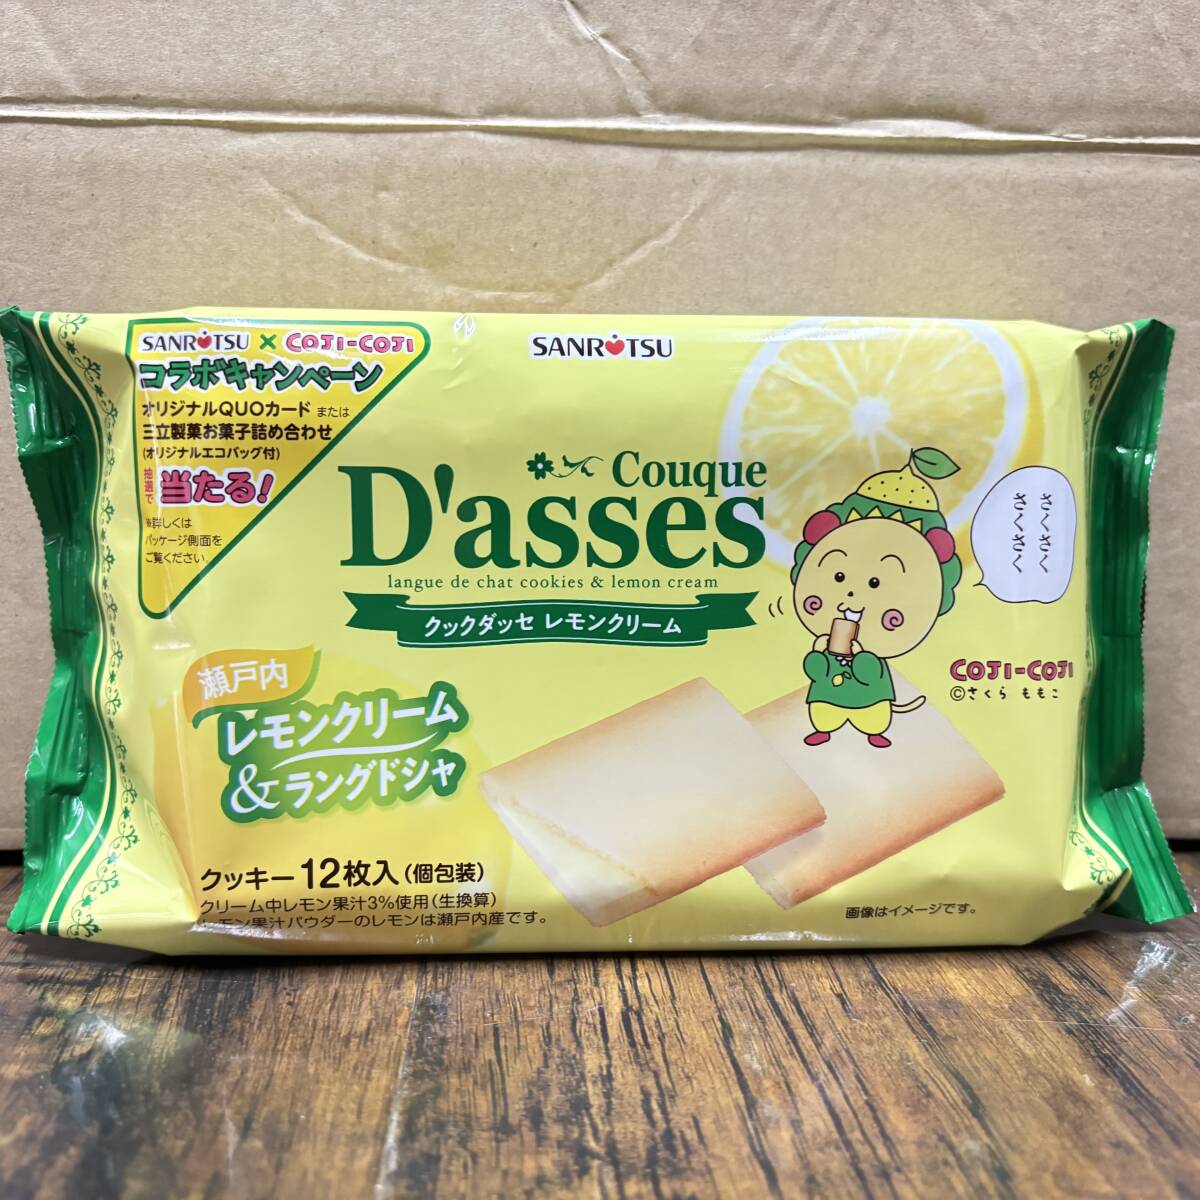 SANRITSU × COJI-COJI
コラボキャンペーン
オリジナルQUOカード または
三立製菓お菓子詰め合わせ
(オリジナルエコバッグ付)
抽選で 当たる!
※詳しくは
パッケージ側面を
ご覧ください。
SANRITSU
Couque
D'asses
langue de chat cookies & lemon cream
クックダッセ レモンクリーム
さくさく
さくさく
COJI-COJI
©さくら ももこ
瀬戸内
レモンクリーム
&ラングドシャ
クッキー12枚入(個包装)
クリーム中レモン果汁3%使用(生換算)
レモン果汁パウダーのレモンは瀬戸内産です。
画像はイメージです。